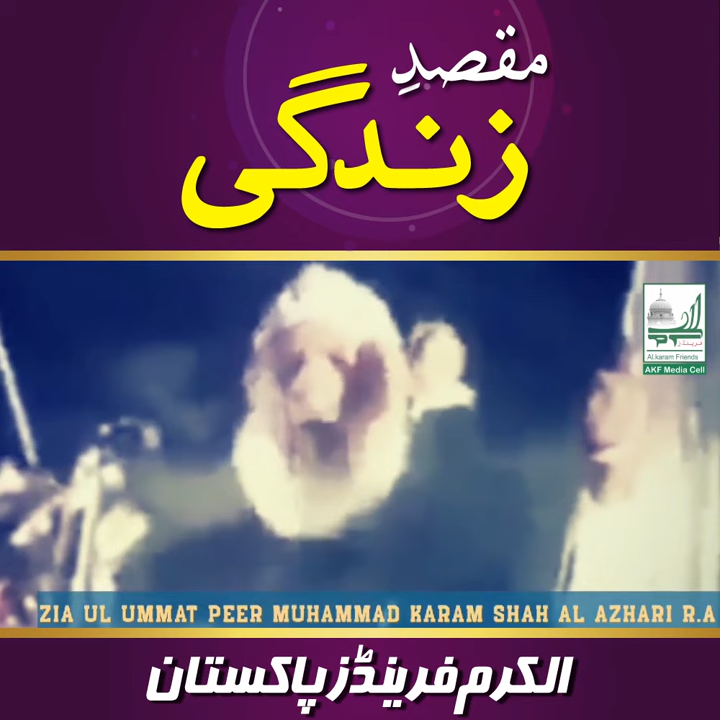 مقصدِ
زندگی
فرینڈز
Al.karam Friends
AKF Media Cell
ZIA UL UMMAT PEER MUHAMMAD KARAM SHAH AL AZHARI R.A
الکرم فرینڈز پاکستان